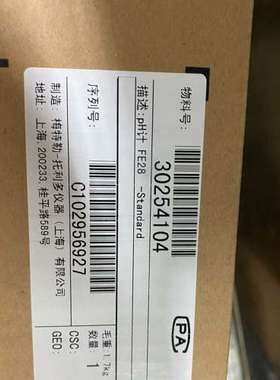 物料号:
30254104
描述:pH计 FE28 -Standard
序列号:
C102956927
制造: 梅特勒-托利多仪器（上海）有限公司
地址: 上海,200233,桂平路589号
毛重:1.7kg
数量: 1
CSC:
GEO:
CPA